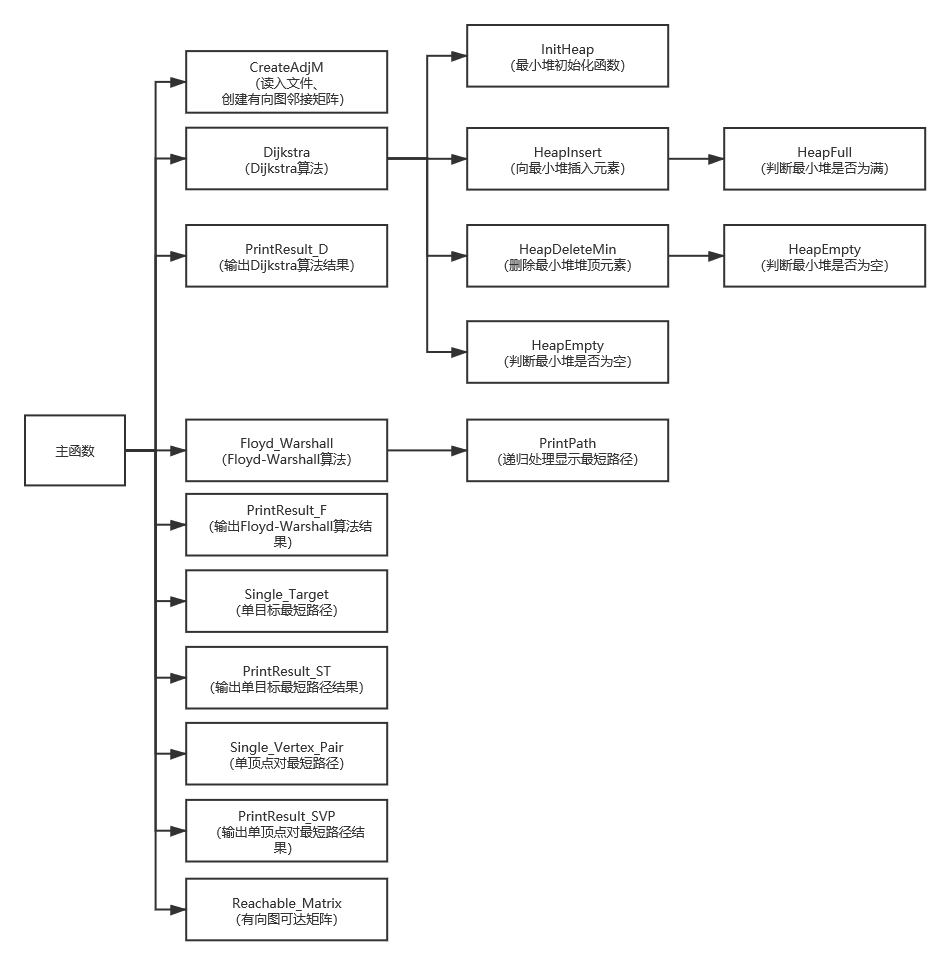 主函数
CreateAdjM
(读入文件、
创建有向图邻接矩阵)
Dijkstra
(Dijkstra算法)
InitHeap
(最小堆初始化函数)
HeapInsert
(向最小堆插入元素)
HeapFull
(判断最小堆是否为满)
HeapDeleteMin
(删除最小堆堆顶元素)
HeapEmpty
(判断最小堆是否为空)
HeapEmpty
(判断最小堆是否为空)
PrintResult_D
(输出Dijkstra算法结果)
Floyd_Warshall
(Floyd-Warshall算法)
PrintPath
(递归处理显示最短路径)
PrintResult_F
(输出Floyd-Warshall算法结
果)
Single_Target
(单目标最短路径)
PrintResult_ST
(输出单目标最短路径结果)
Single_Vertex_Pair
(单顶点对最短路径)
PrintResult_SVP
(输出单顶点对最短路径结
果)
Reachable_Matrix
(有向图可达矩阵)